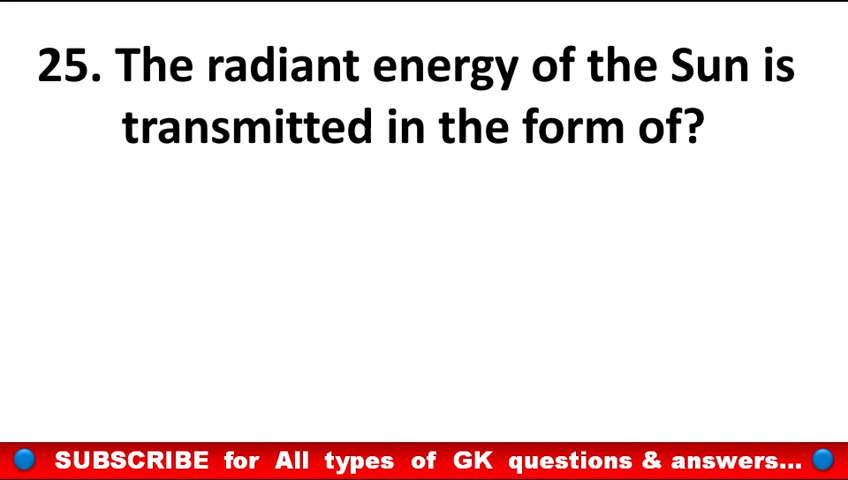 25. The radiant energy of the Sun is
transmitted in the form of?
SUBSCRIBE for All types of GK questions & answers...